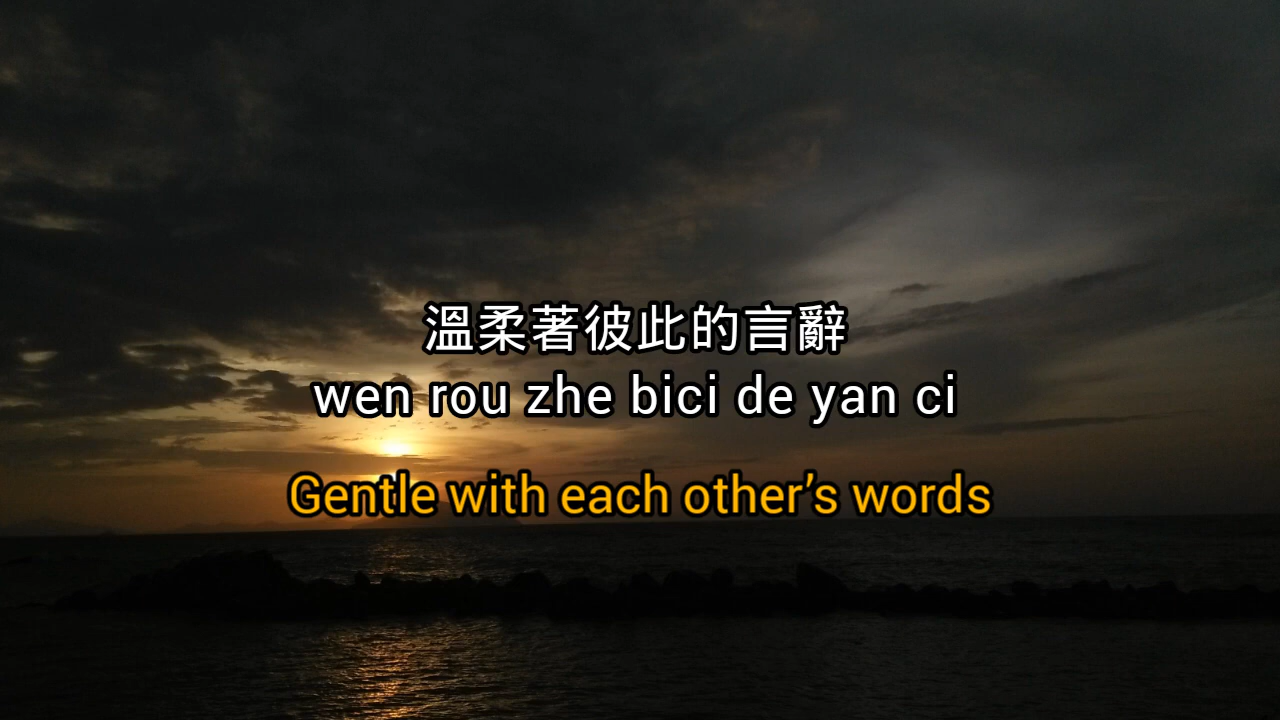 溫柔著彼此的言辭
wen rou zhe bici de yan ci
Gentle with each other’s words